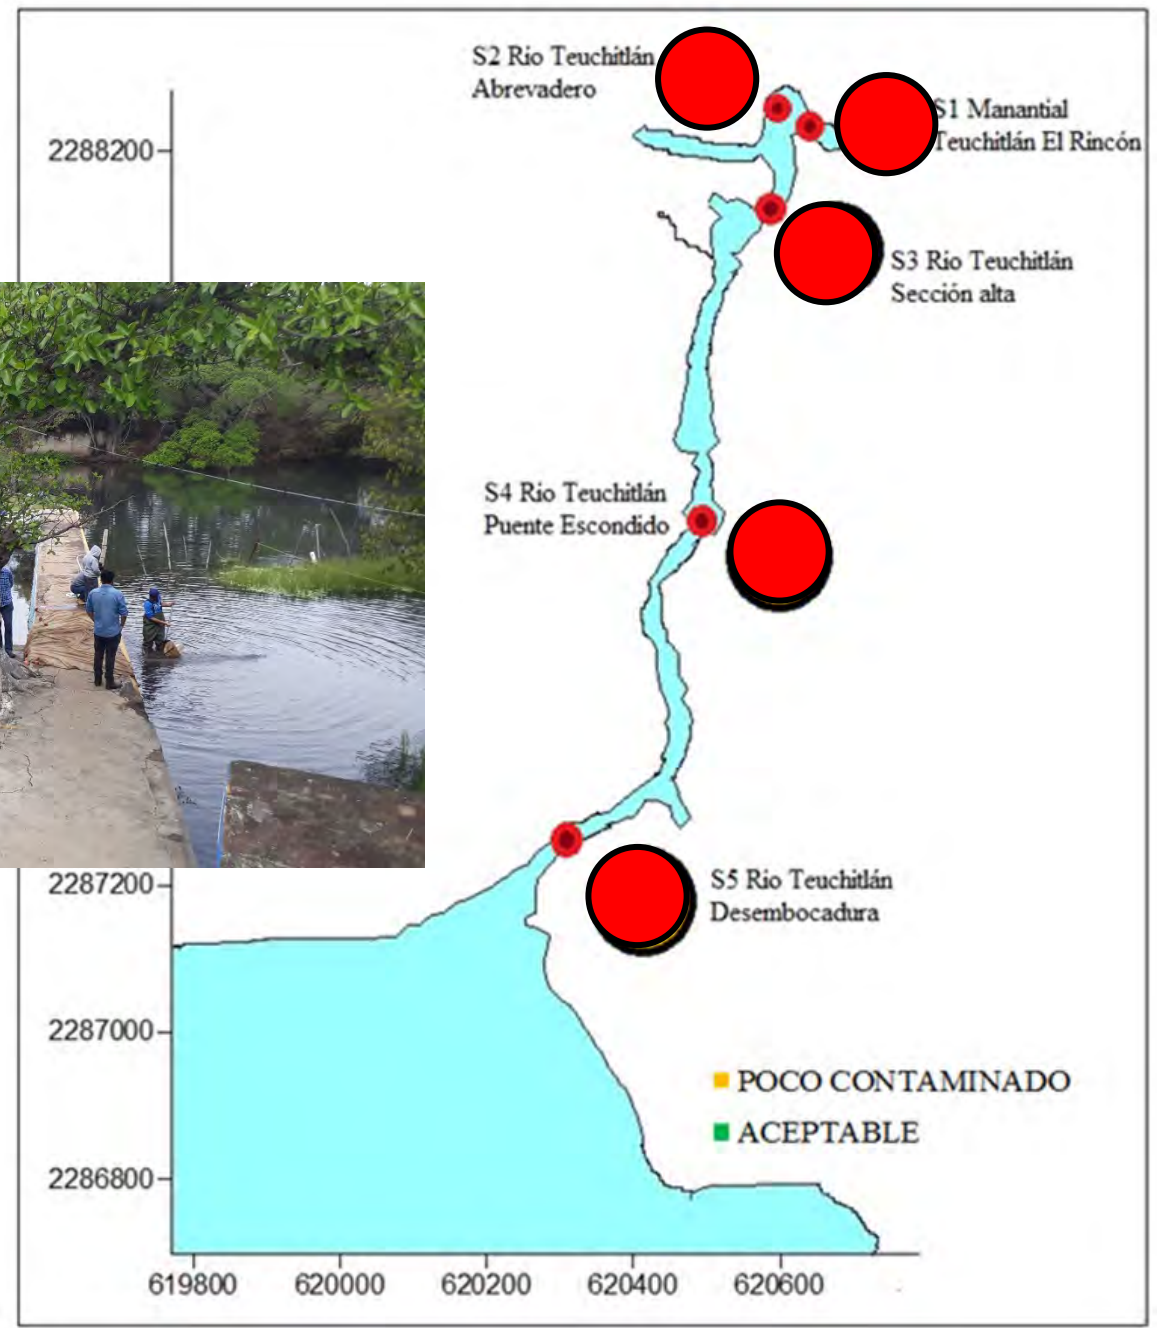 S2 Rio Teuchitlán
Abrevadero
S1 Manantial
Teuchitlán El Rincón
2288200
S3 Rio Teuchitlán
Sección alta
S4 Rio Teuchitlán
Puente Escondido
2287200
S5 Rio Teuchitlán
Desembocadura
2287000
POCO CONTAMINADO
ACEPTABLE
2286800
619800 620000 620200 620400 620600